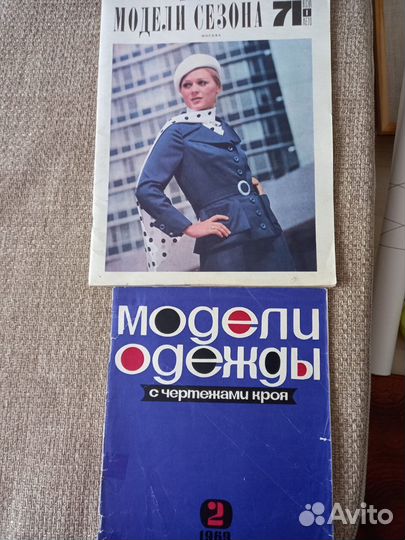 МОДЕЛИ СЕЗОНА 71
МОСКВА
модели
одежды
с чертежами кроя
2
1969
Avito